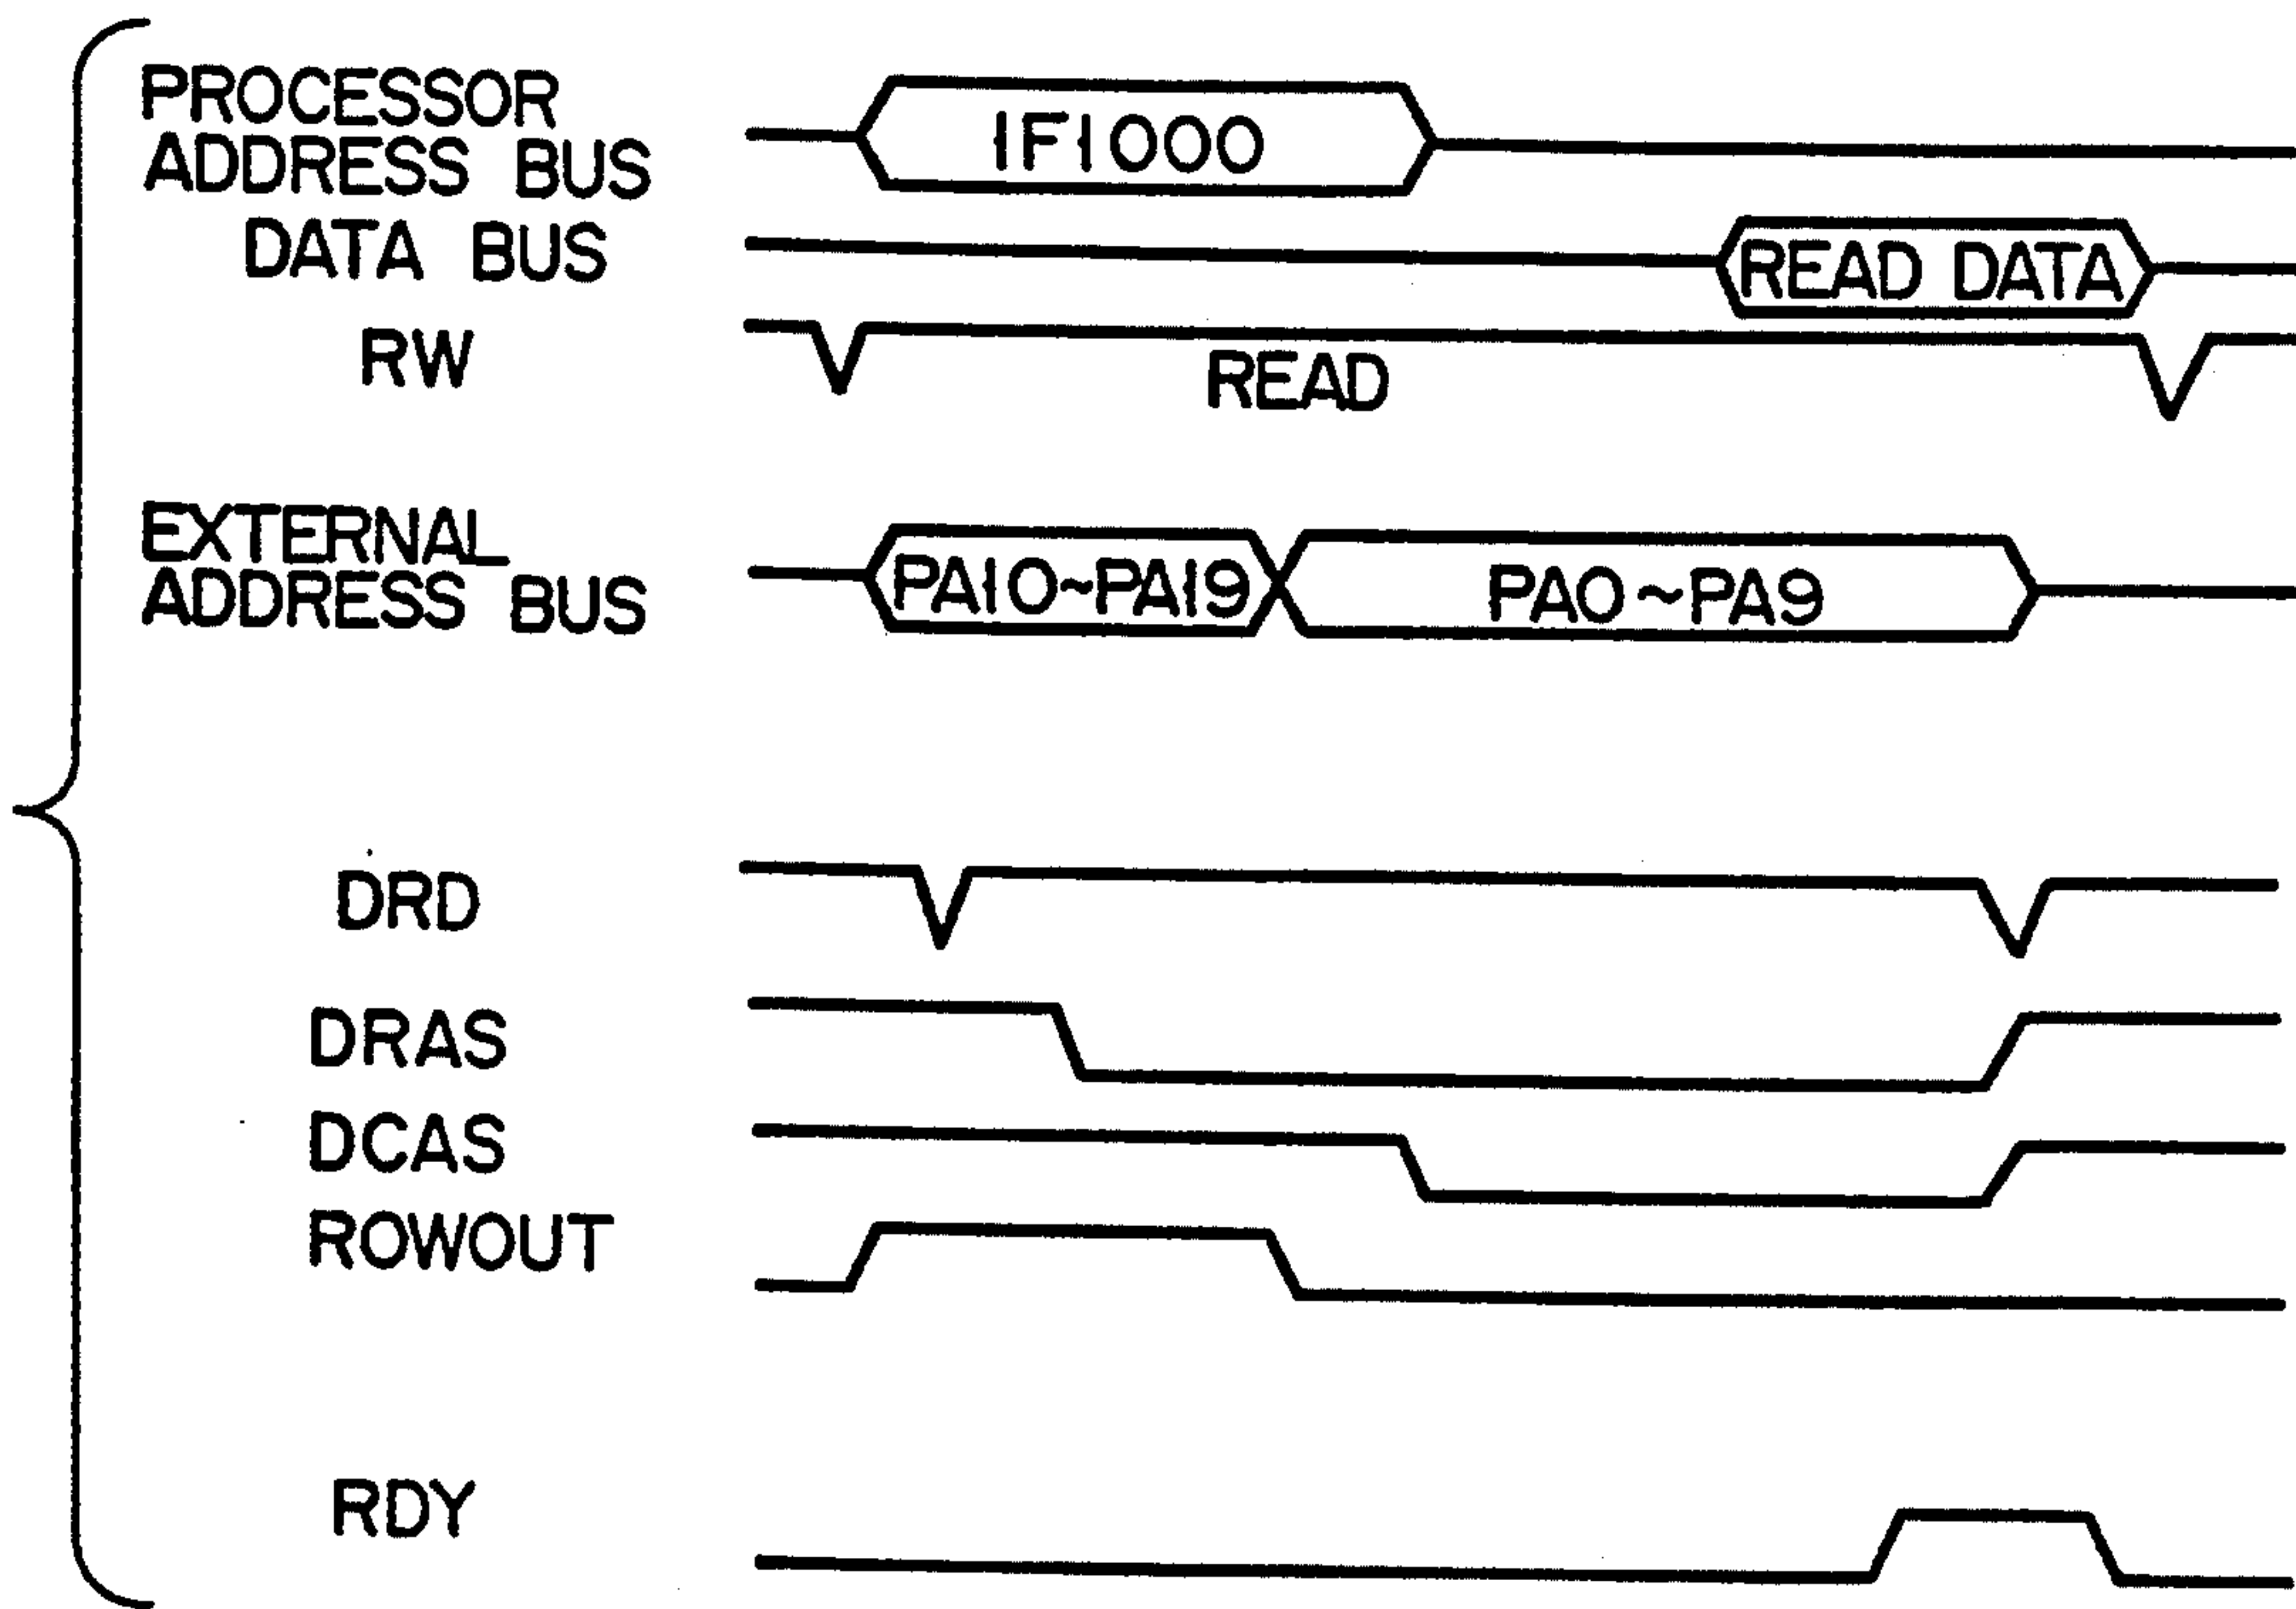 PROCESSOR
ADDRESS BUS
1F1000
DATA BUS
READ DATA
RW
READ
EXTERNAL
ADDRESS BUS
PA10~PA19
PA0~PA9
DRD
DRAS
DCAS
ROWOUT
RDY